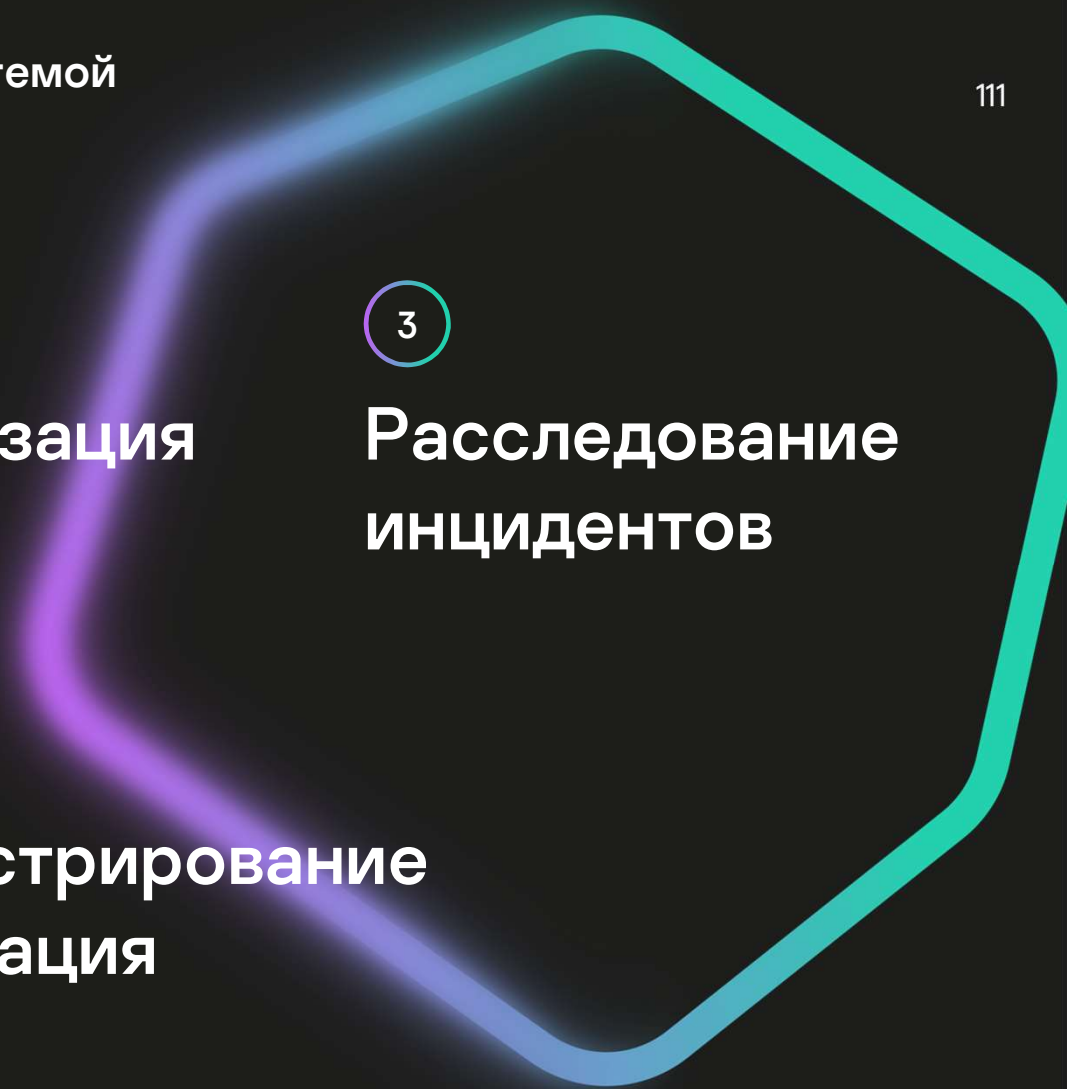 темой
111
3
зация
Расследование
инцидентов
стрирование
ация